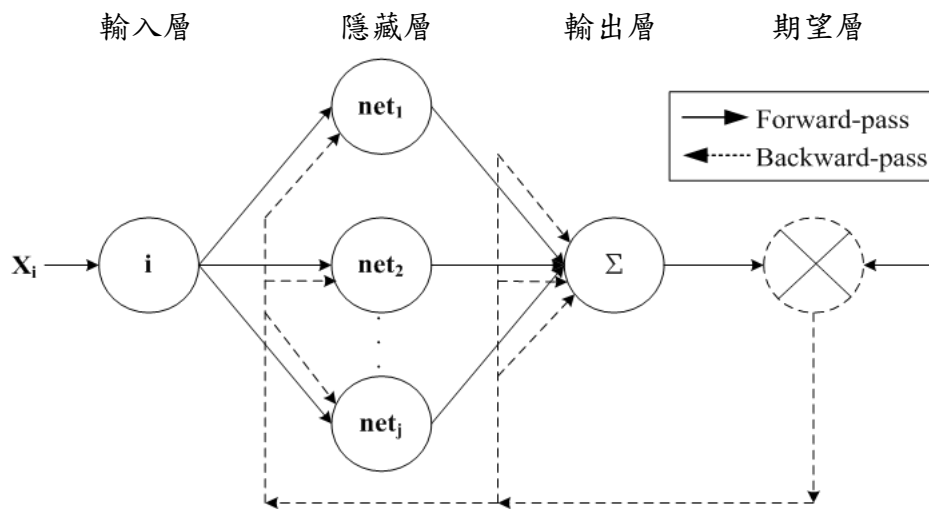 輸入層 隱藏層 輸出層 期望層
net₁
Forward-pass
Backward-pass
Xᵢ i net₂ Σ
netⱼ